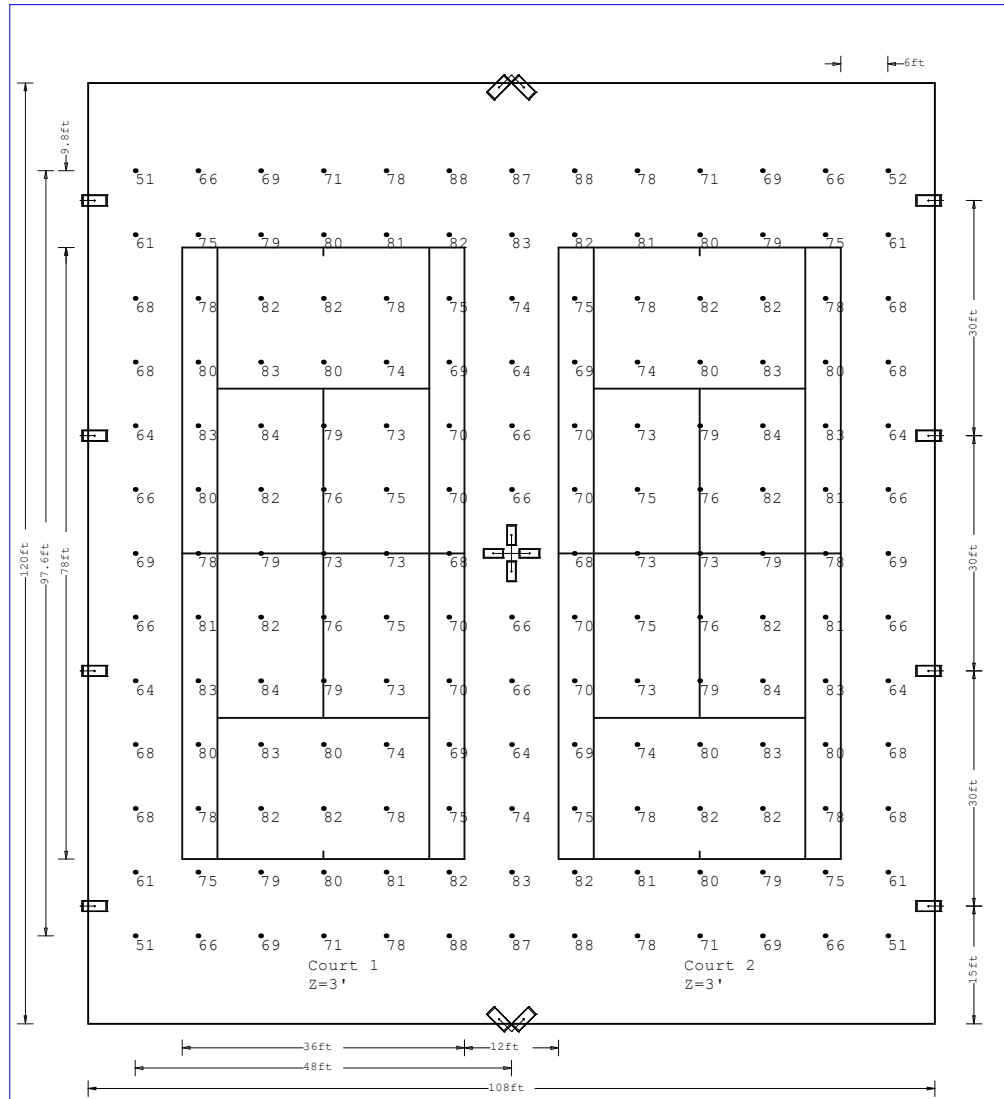 6ft
9.8ft
51 66 69 71 78 88 87 88 78 71 69 66 52
61 75 79 80 81 82 83 82 81 80 79 75 61
68 78 82 82 78 75 74 75 78 82 82 78 68
30ft
68 80 83 80 74 69 64 69 74 80 83 80 68
64 83 84 79 73 70 66 70 73 79 84 83 64
66 80 82 76 75 70 66 70 75 76 82 81 66
120ft 97.6ft 78ft
69 78 79 73 73 68 68 73 73 79 78 69
30ft
66 81 82 76 75 70 66 70 75 76 82 81 66
64 83 84 79 73 70 66 70 73 79 84 83 64
68 80 83 80 74 69 64 69 74 80 83 80 68
30ft
68 78 82 82 78 75 74 75 78 82 82 78 68
61 75 79 80 81 82 83 82 81 80 79 75 61
51 66 69 71 78 88 87 88 78 71 69 66 51
Court 1 Court 2
Z=3' Z=3'
15ft
36ft 12ft
48ft
108ft